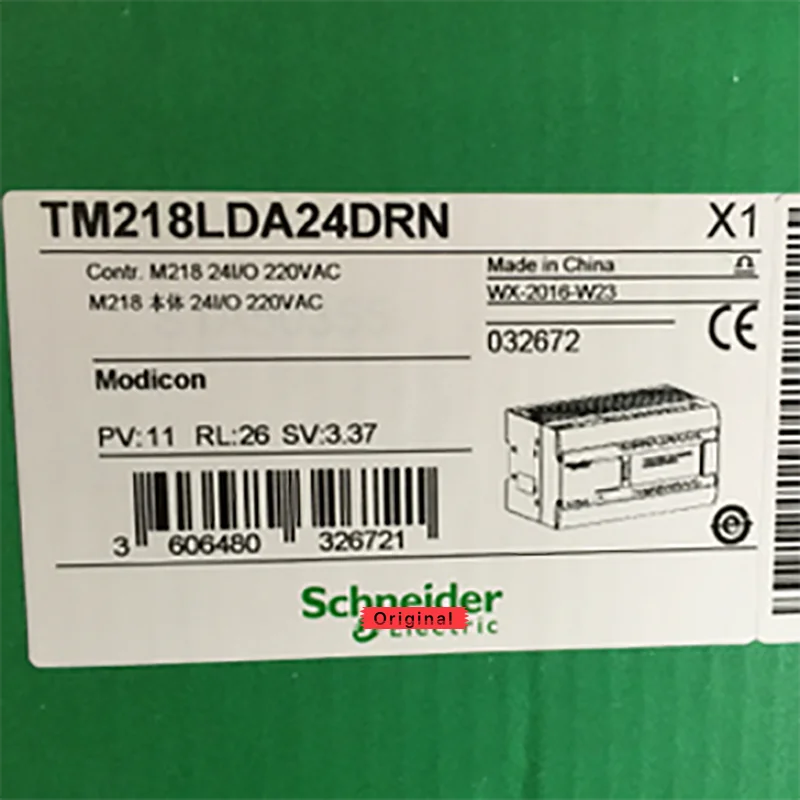 TM218LDA24DRN X1
Contr. M218 24I/O 220VAC
M218 本体 24I/O 220VAC
Made in China
WX-2016-W23
032672
CE
Modicon
PV:11 RL:26 SV:3.37
3 606480 326721
Schneider
Electric
Original